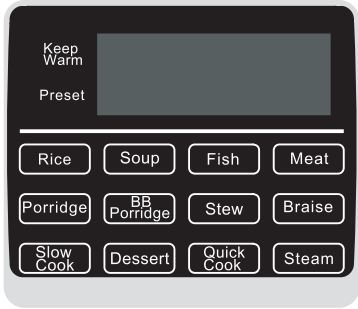 Keep
Warm
Preset
Rice Soup Fish Meat
Porridge BB
Porridge Stew Braise
Slow
Cook Dessert Quick
Cook Steam